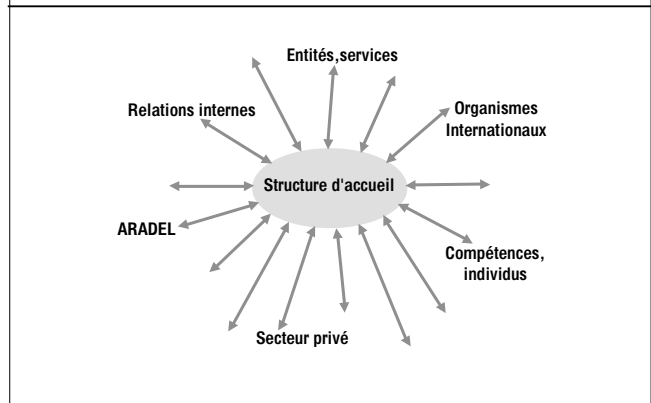 Entités,services
Relations internes
Organismes
Internationaux
Structure d'accueil
ARADEL
Compétences,
individus
Secteur privé